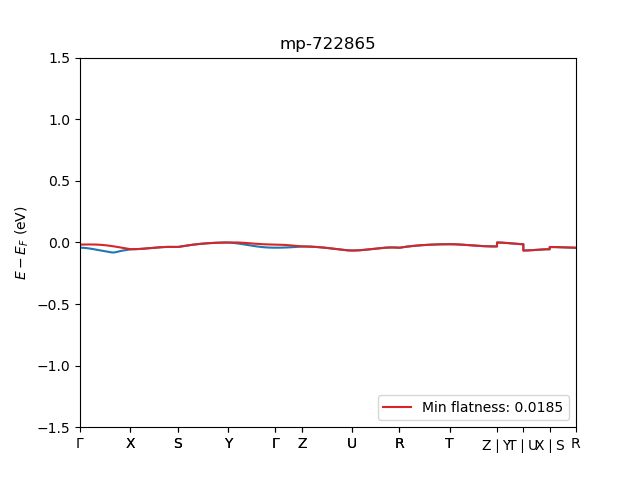 mp-722865
1.5
1.0
0.5
0.0
−0.5
−1.0
−1.5
E − E_F (eV)
Min flatness: 0.0185
Γ X S Y Γ Z U R T Z | Y T | U X | S R